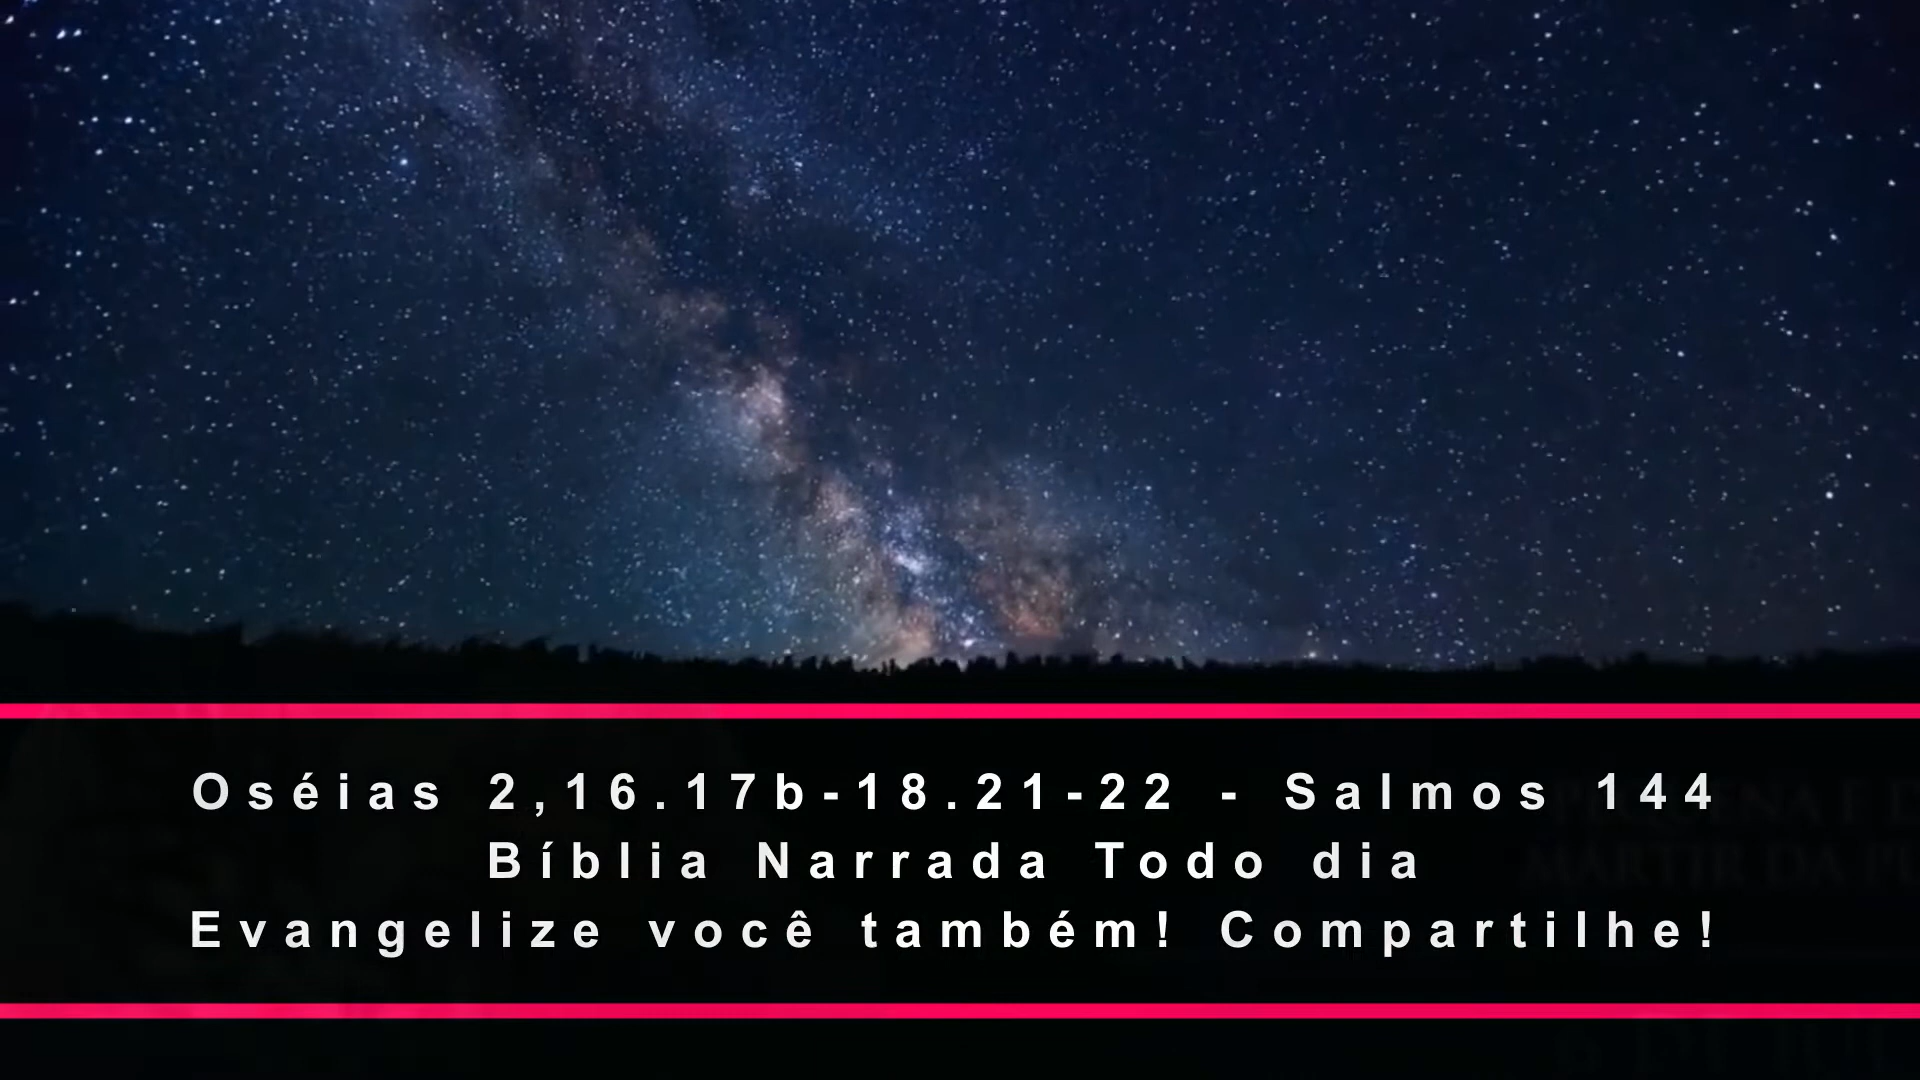 Oséias 2,16.17b-18.21-22 - Salmos 144
Bíblia Narrada Todo dia
Evangelize você também! Compartilhe!